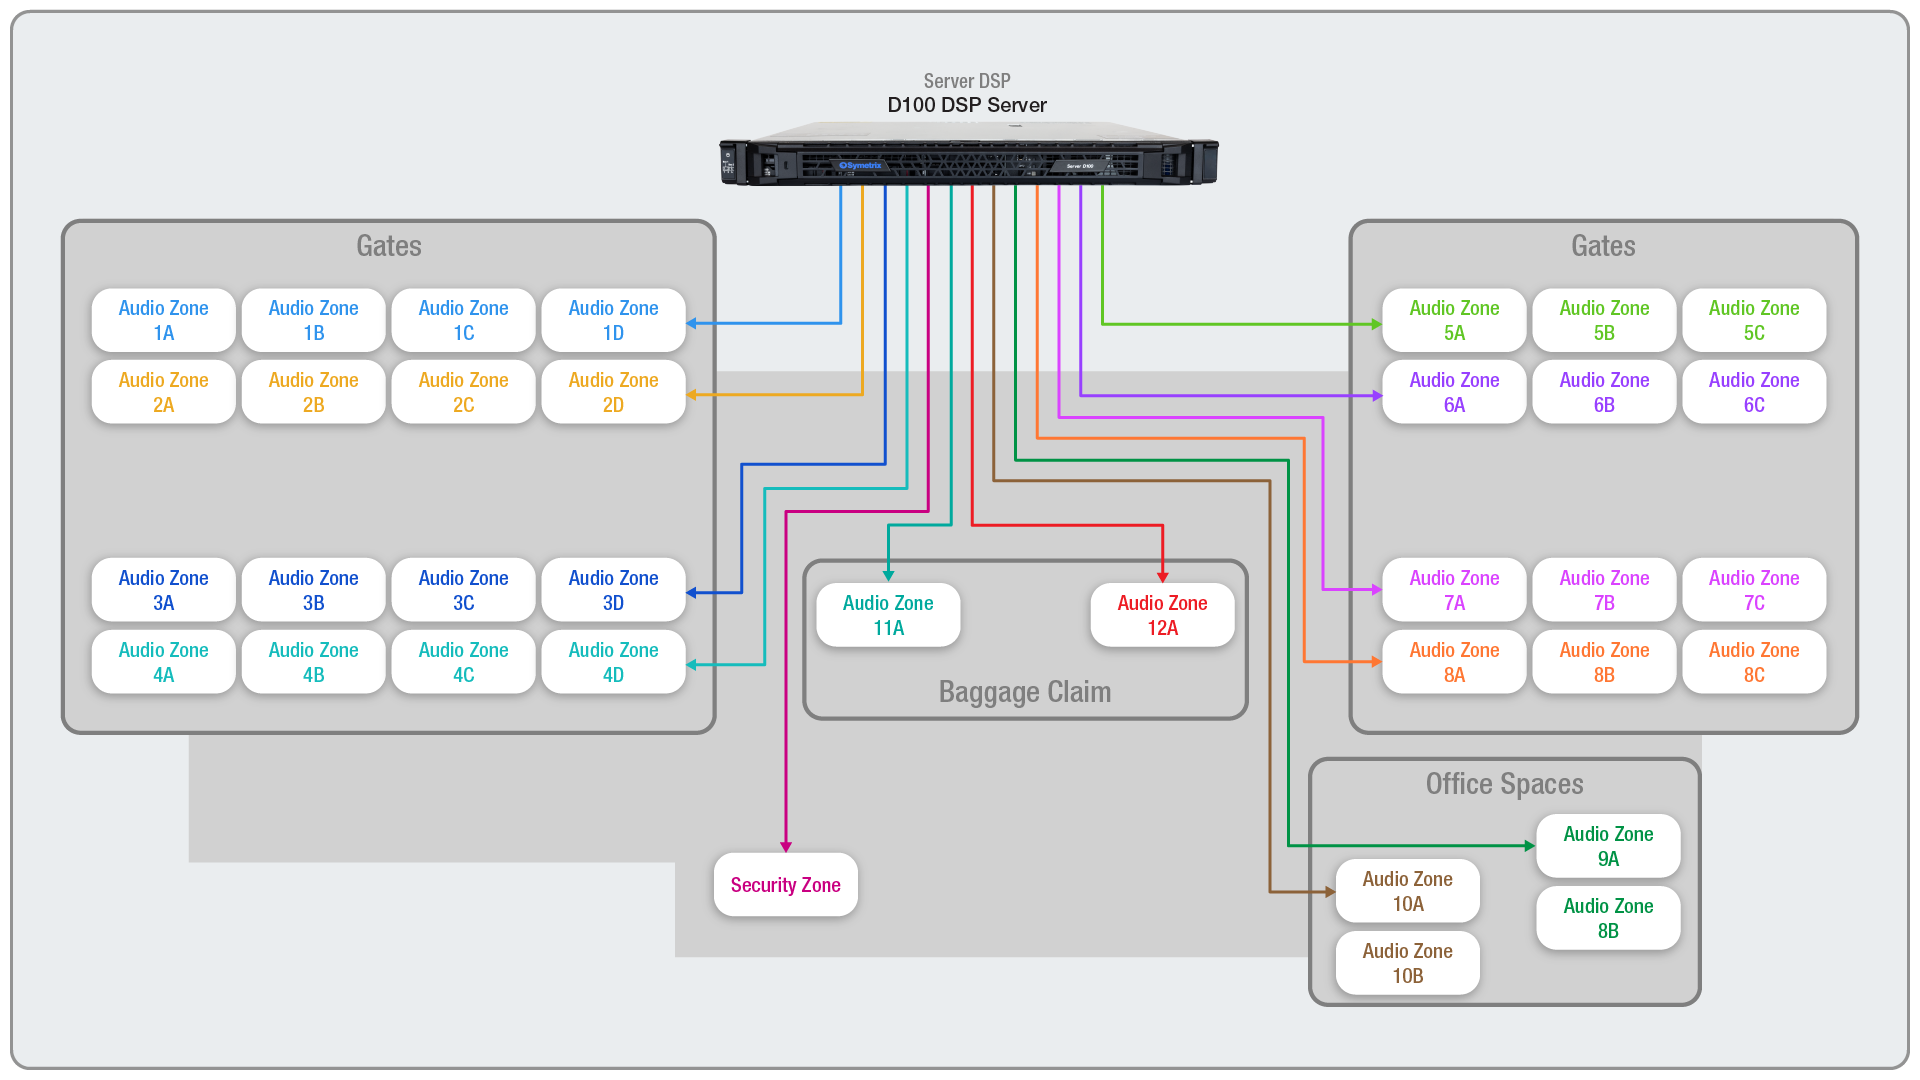 Server DSP
D100 DSP Server
Symetrix
Server D100
Gates
Audio Zone
1A
Audio Zone
1B
Audio Zone
1C
Audio Zone
1D
Audio Zone
2A
Audio Zone
2B
Audio Zone
2C
Audio Zone
2D
Audio Zone
3A
Audio Zone
3B
Audio Zone
3C
Audio Zone
3D
Audio Zone
4A
Audio Zone
4B
Audio Zone
4C
Audio Zone
4D
Gates
Audio Zone
5A
Audio Zone
5B
Audio Zone
5C
Audio Zone
6A
Audio Zone
6B
Audio Zone
6C
Audio Zone
7A
Audio Zone
7B
Audio Zone
7C
Audio Zone
8A
Audio Zone
8B
Audio Zone
8C
Audio Zone
11A
Audio Zone
12A
Baggage Claim
Security Zone
Office Spaces
Audio Zone
9A
Audio Zone
8B
Audio Zone
10A
Audio Zone
10B